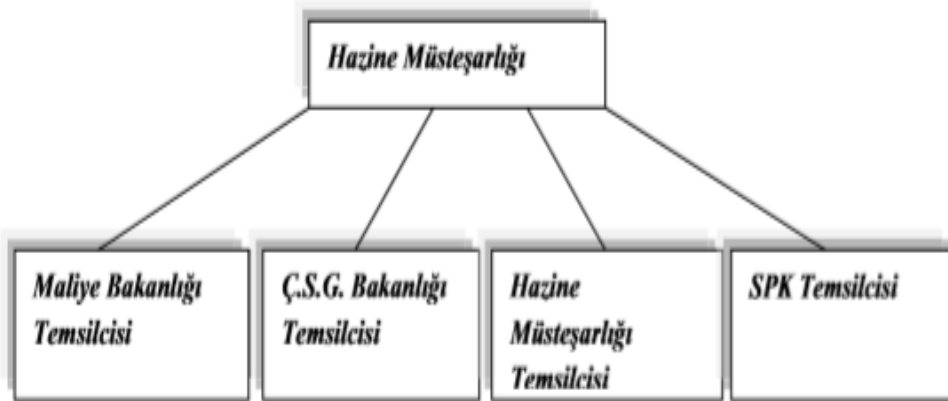 Hazine Müsteşarlığı
Maliye Bakanlığı
Temsilcisi
Ç.S.G. Bakanlığı
Temsilcisi
Hazine
Müsteşarlığı
Temsilcisi
SPK Temsilcisi